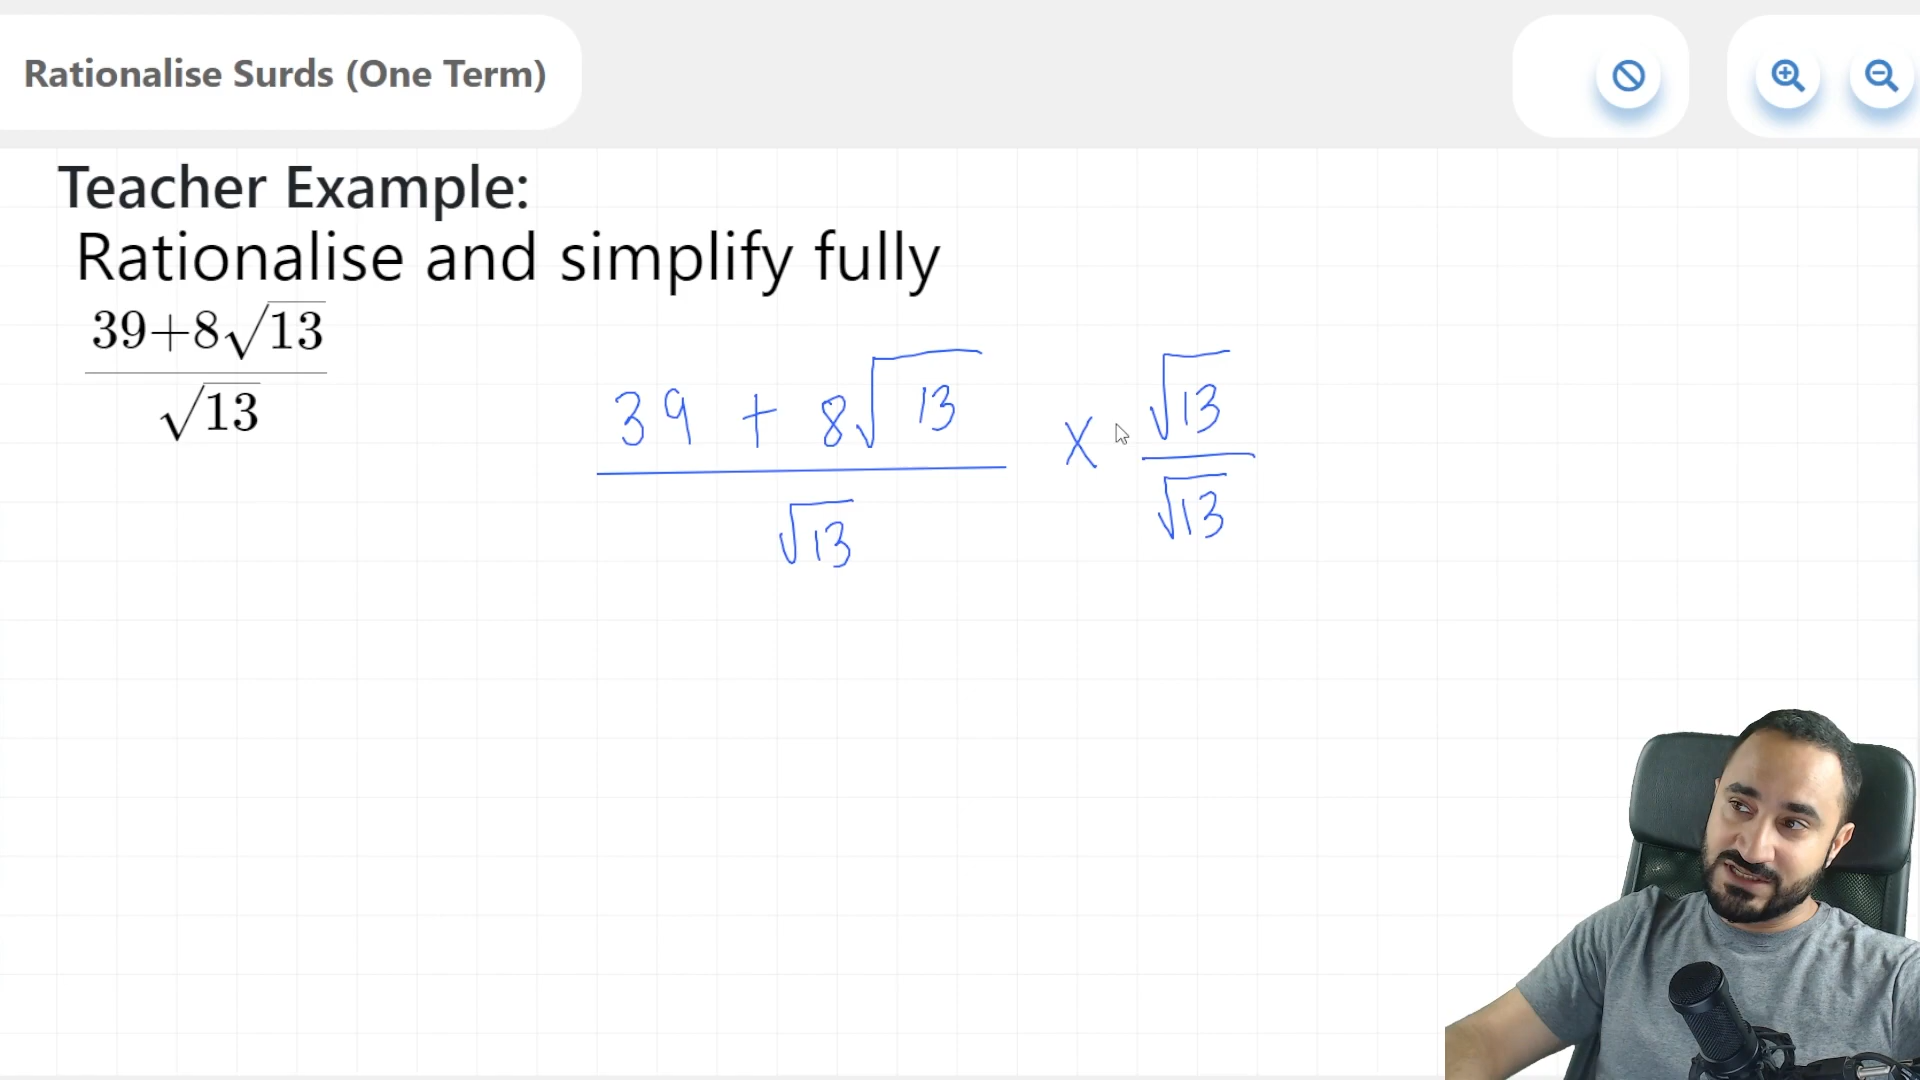 Rationalise Surds (One Term)
Teacher Example:
Rationalise and simplify fully
39+8√13
√13
39 + 8√13 × √13
√13 √13